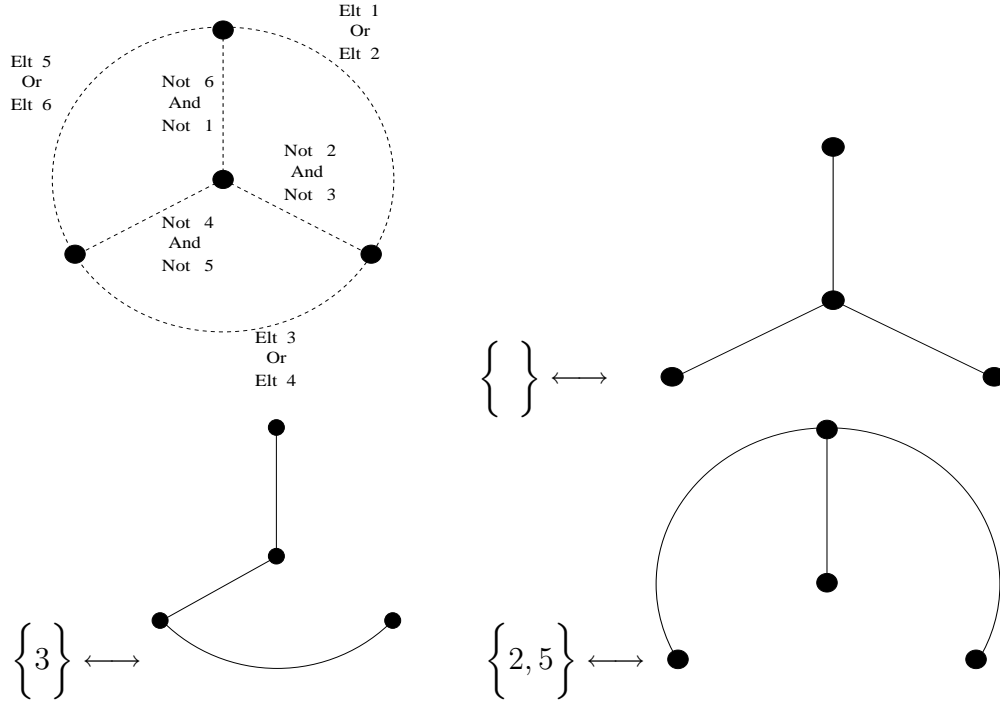 Elt 1
Or
Elt 2
Elt 5
Or
Elt 6
Not 6
And
Not 1
Not 2
And
Not 3
Not 4
And
Not 5
Elt 3
Or
Elt 4
{ } ⟷
{3} ⟷
{2, 5} ⟷